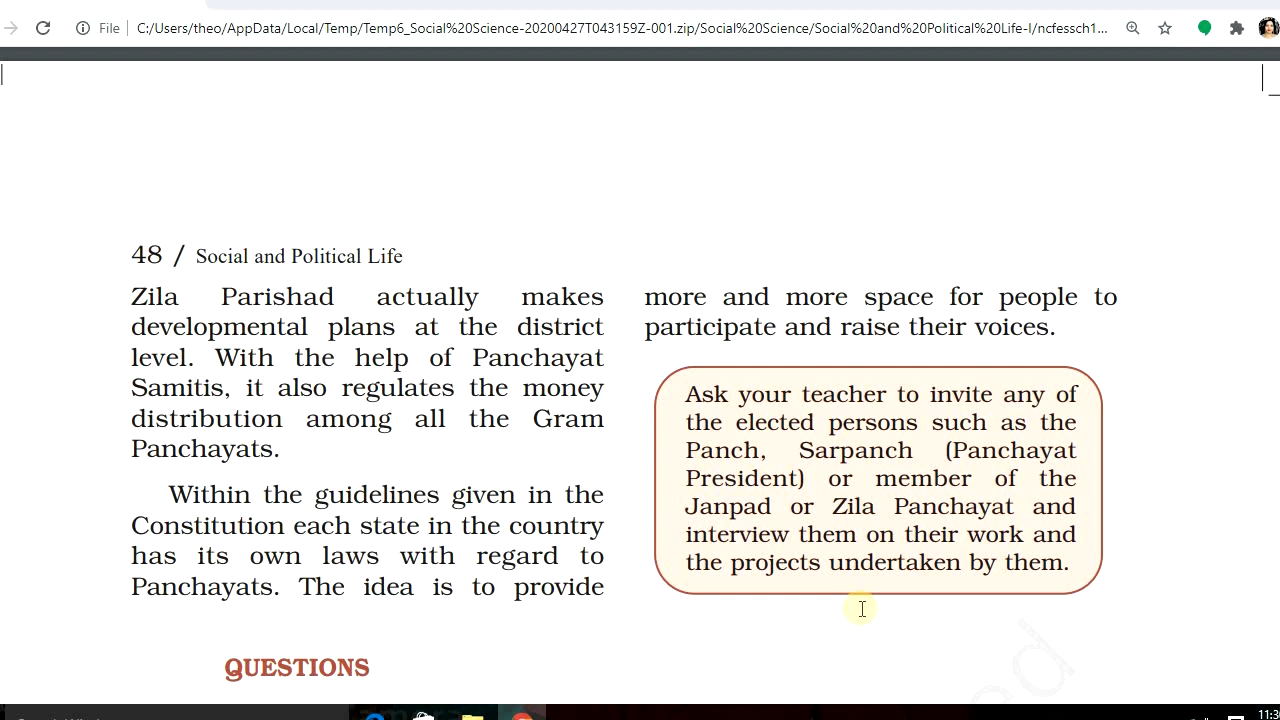 File
C:/Users/theo/AppData/Local/Temp/Temp6_Social%20Science-20200427T043159Z-001.zip/Social%20Science/Social%20and%20Political%20Life-I/ncfessch1...
48 / Social and Political Life
Zila Parishad actually makes
developmental plans at the district
level. With the help of Panchayat
Samitis, it also regulates the money
distribution among all the Gram
Panchayats.
Within the guidelines given in the
Constitution each state in the country
has its own laws with regard to
Panchayats. The idea is to provide
more and more space for people to
participate and raise their voices.
Ask your teacher to invite any of
the elected persons such as the
Panch, Sarpanch (Panchayat
President) or member of the
Janpad or Zila Panchayat and
interview them on their work and
the projects undertaken by them.
QUESTIONS